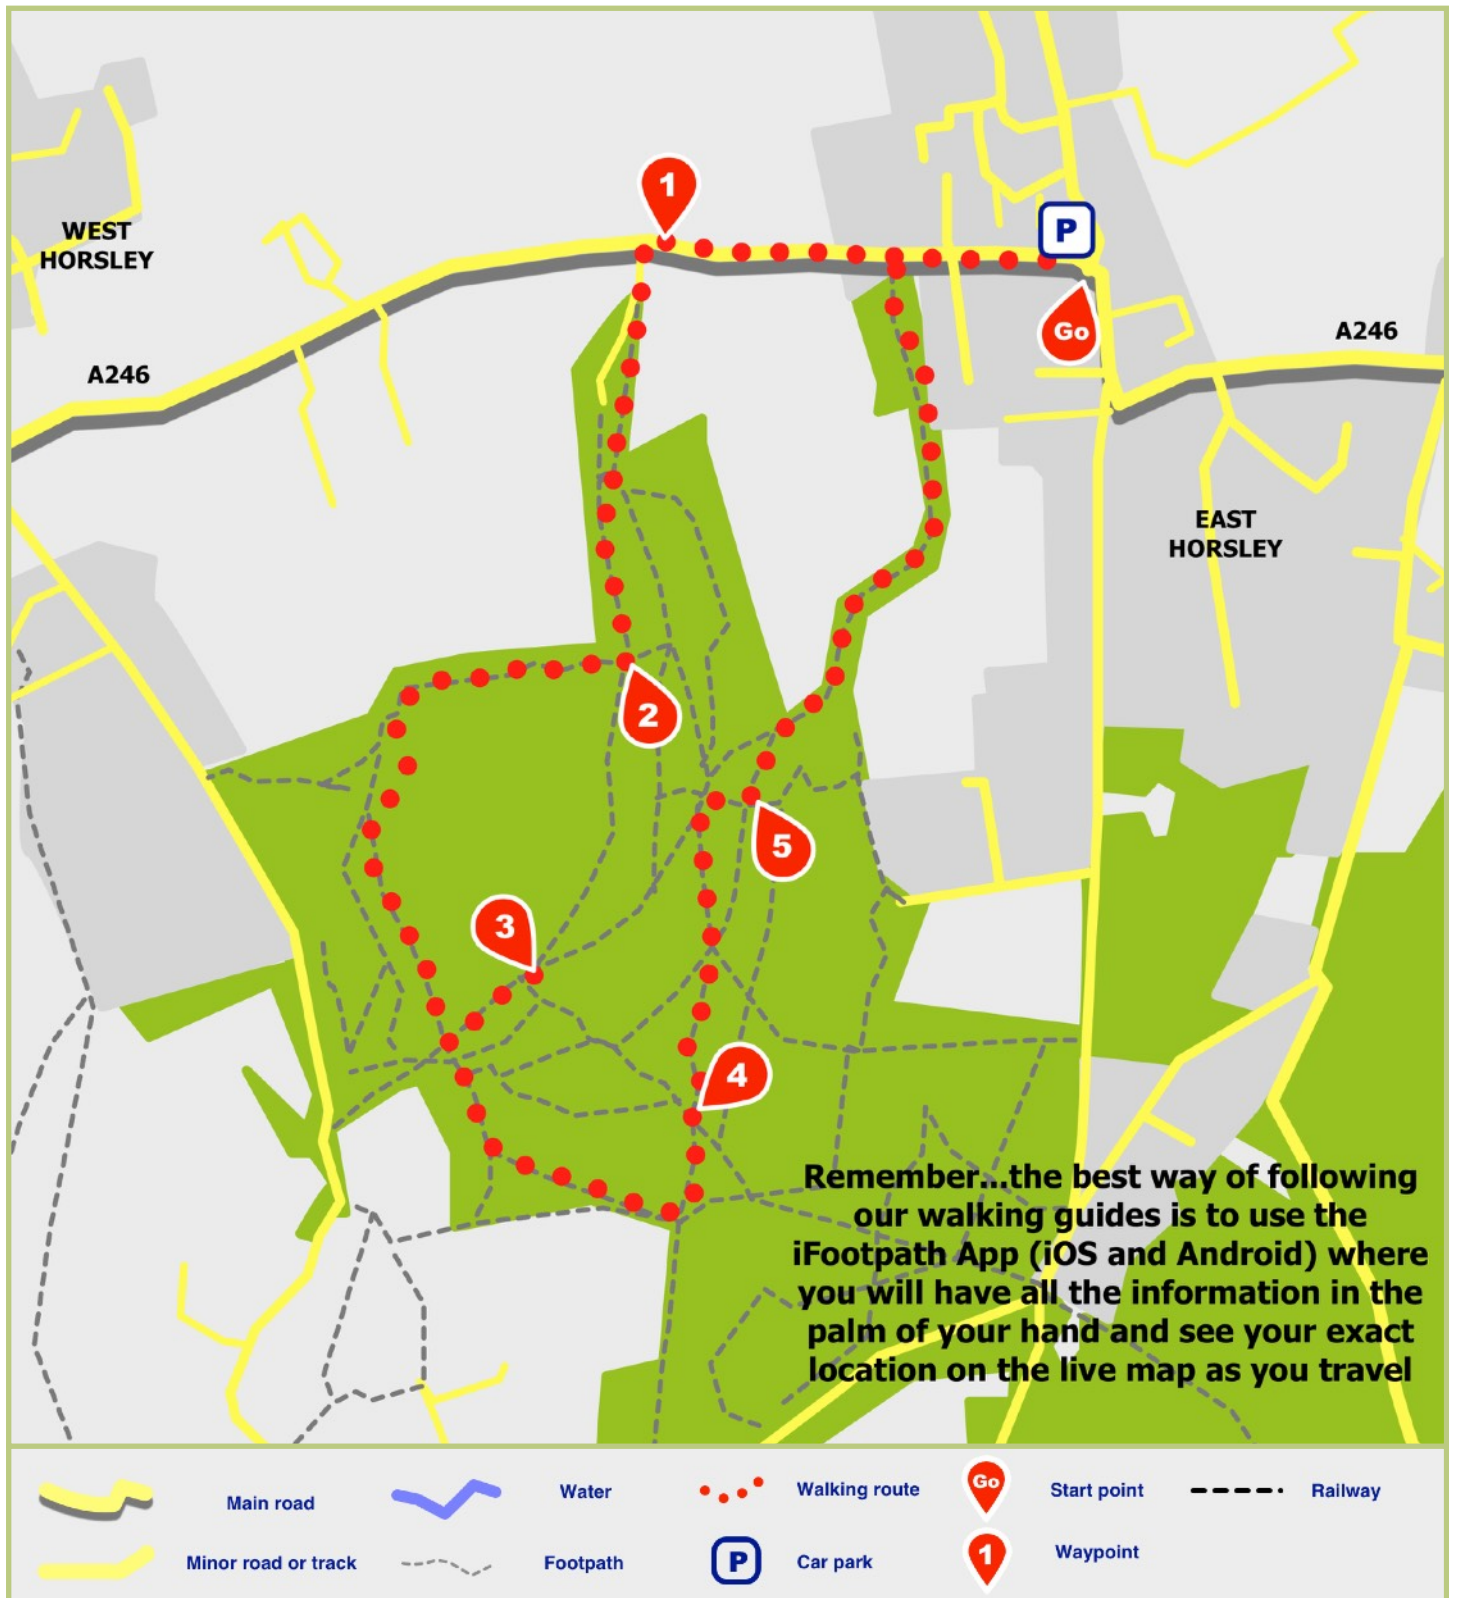 1
WEST
HORSLEY
P
Go
A246
A246
EAST
HORSLEY
2
5
3
4
Remember...the best way of following
our walking guides is to use the
iFootpath App (iOS and Android) where
you will have all the information in the
palm of your hand and see your exact
location on the live map as you travel
Main road
Water
Walking route
Go
Start point
Railway
Minor road or track
Footpath
P
Car park
1
Waypoint